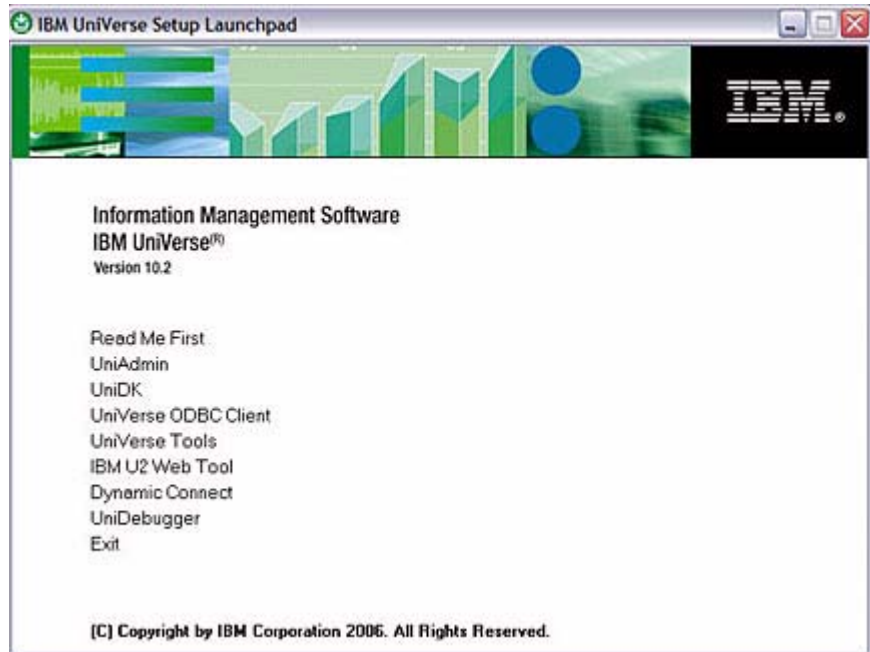 IBM UniVerse Setup Launchpad
IBM®
Information Management Software
IBM UniVerse(R)
Version 10.2
Read Me First
UniAdmin
UniDK
UniVerse ODBC Client
UniVerse Tools
IBM U2 Web Tool
Dynamic Connect
UniDebugger
Exit
(C) Copyright by IBM Corporation 2006. All Rights Reserved.